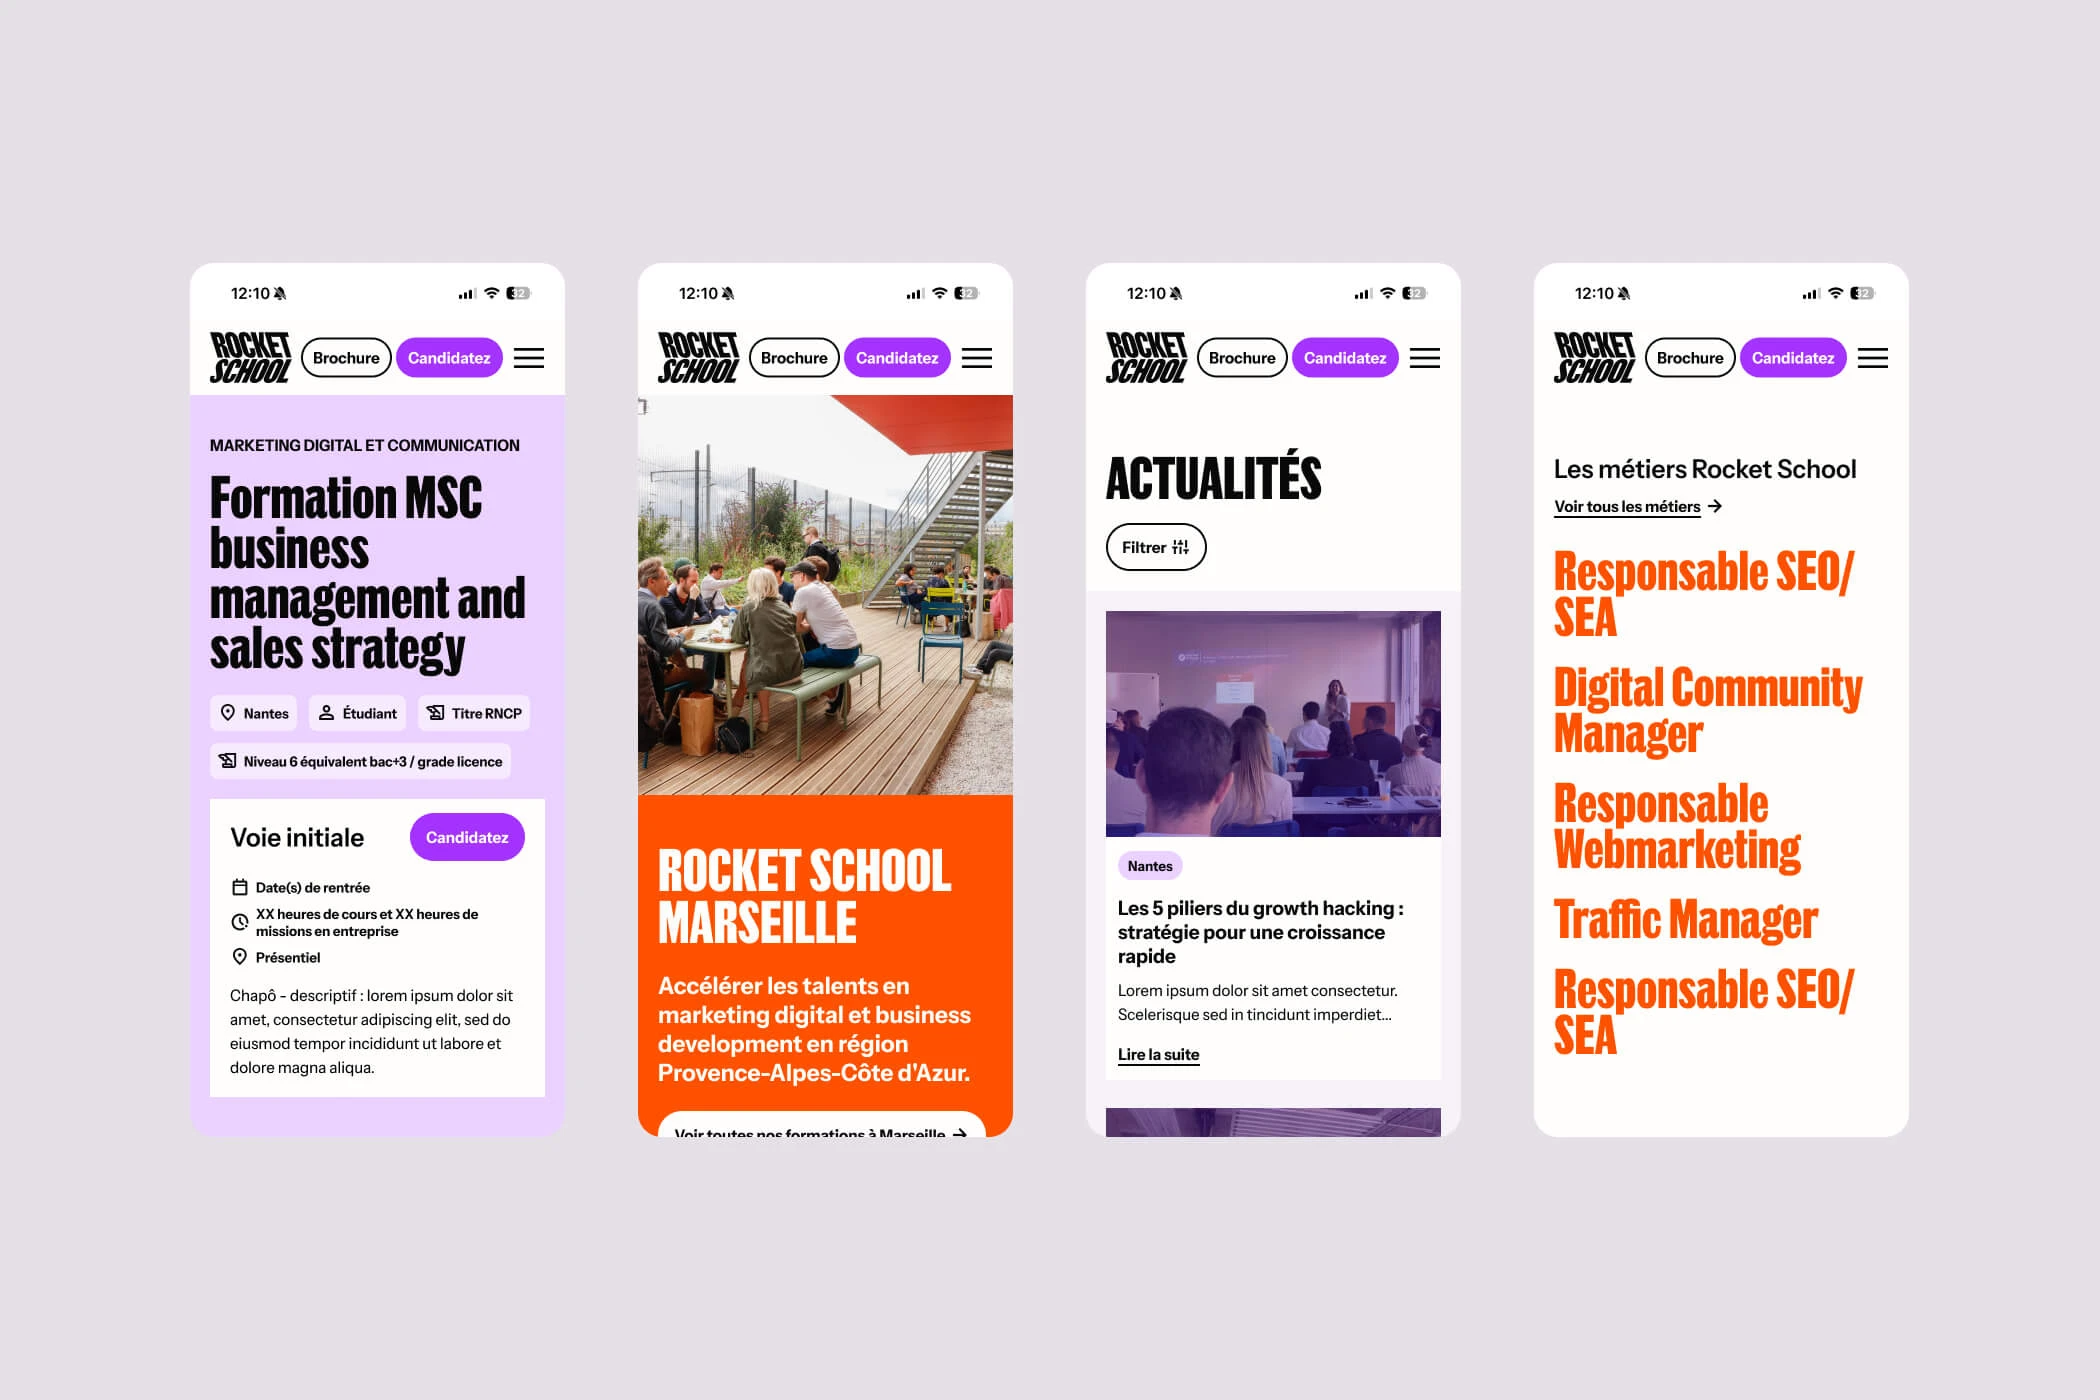 12:10
32
ROCKET
SCHOOL
Brochure
Candidatez
MARKETING DIGITAL ET COMMUNICATION
Formation MSC
business
management and
sales strategy
Nantes
Étudiant
Titre RNCP
Niveau 6 équivalent bac+3 / grade licence
Voie initiale
Candidatez
Date(s) de rentrée
XX heures de cours et XX heures de
missions en entreprise
Présentiel
Chapô - descriptif : lorem ipsum dolor sit
amet, consectetur adipiscing elit, sed do
eiusmod tempor incididunt ut labore et
dolore magna aliqua.
12:10
32
ROCKET
SCHOOL
Brochure
Candidatez
ROCKET SCHOOL
MARSEILLE
Accélérer les talents en
marketing digital et business
development en région
Provence-Alpes-Côte d'Azur.
Voir toutes nos formations à Marseille
12:10
32
ROCKET
SCHOOL
Brochure
Candidatez
ACTUALITÉS
Filtrer
Nantes
Les 5 piliers du growth hacking :
stratégie pour une croissance
rapide
Lorem ipsum dolor sit amet consectetur.
Scelerisque sed in tincidunt imperdiet...
Lire la suite
12:10
32
ROCKET
SCHOOL
Brochure
Candidatez
Les métiers Rocket School
Voir tous les métiers
Responsable SEO/
SEA
Digital Community
Manager
Responsable
Webmarketing
Traffic Manager
Responsable SEO/
SEA